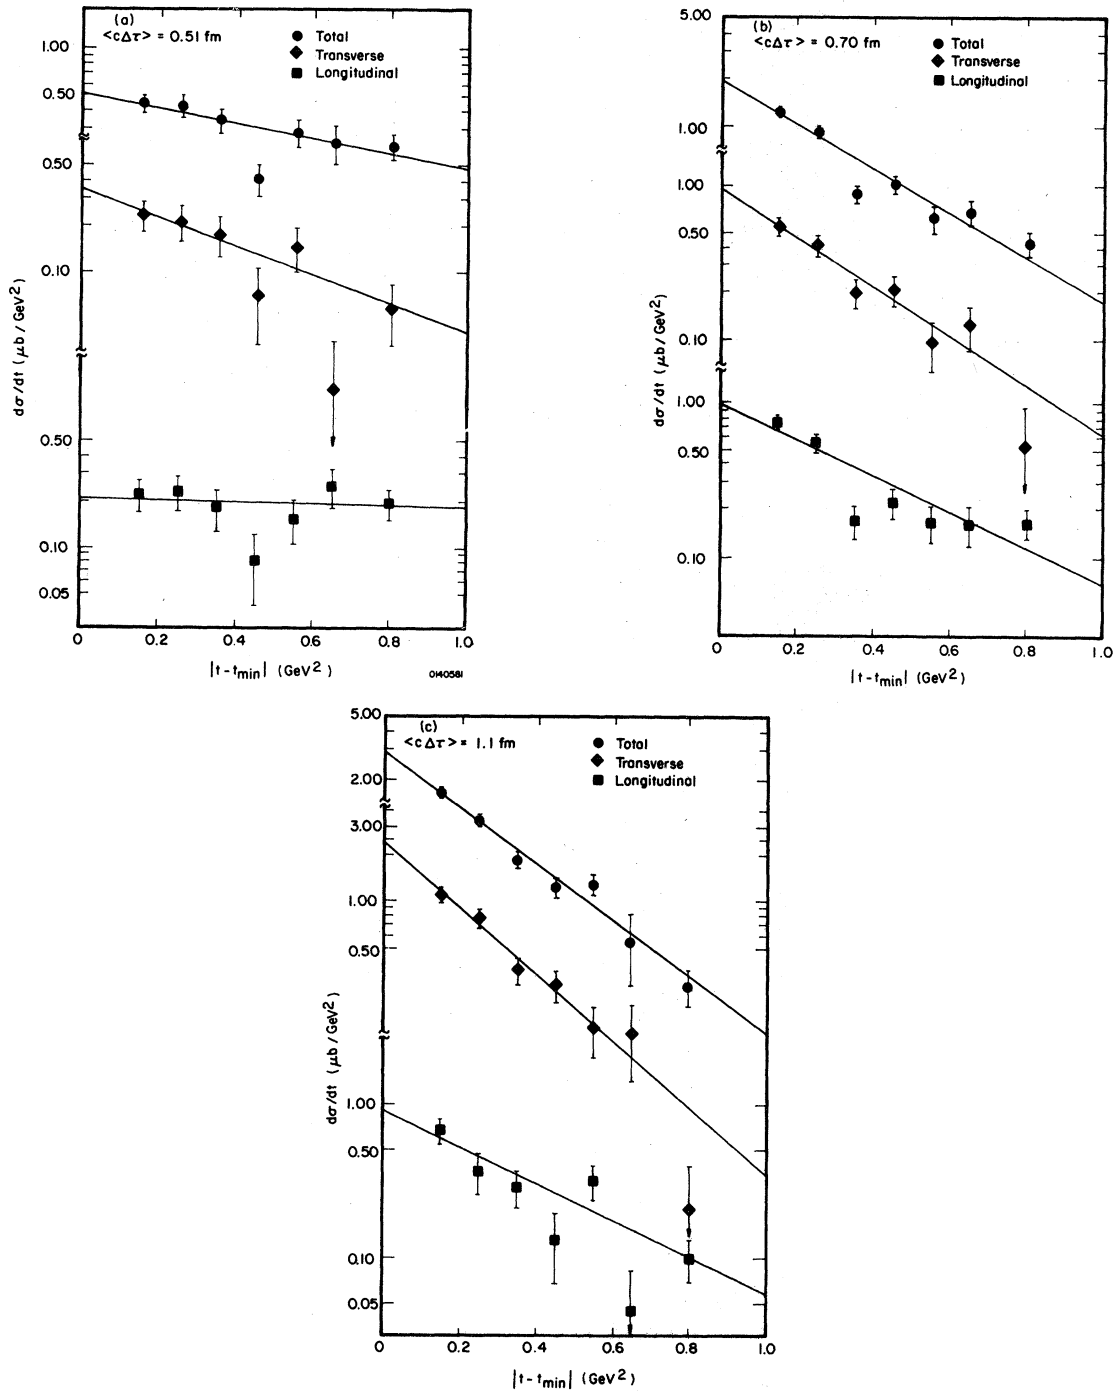 (a)
<cΔτ> = 0.51 fm
Total
Transverse
Longitudinal
1.00
0.50
0.50
0.10
0.50
0.10
0.05
dσ/dt (μb/GeV²)
0 0.2 0.4 0.6 0.8 1.0
|t-tmin| (GeV²)
0140581
(b)
<cΔτ> = 0.70 fm
Total
Transverse
Longitudinal
5.00
1.00
1.00
0.50
0.10
1.00
0.50
0.10
dσ/dt (μb/GeV²)
0 0.2 0.4 0.6 0.8 1.0
|t-tmin| (GeV²)
(c)
<cΔτ> = 1.1 fm
Total
Transverse
Longitudinal
5.00
2.00
3.00
1.00
0.50
1.00
0.50
0.10
0.05
dσ/dt (μb/GeV²)
0 0.2 0.4 0.6 0.8 1.0
|t-tmin| (GeV²)